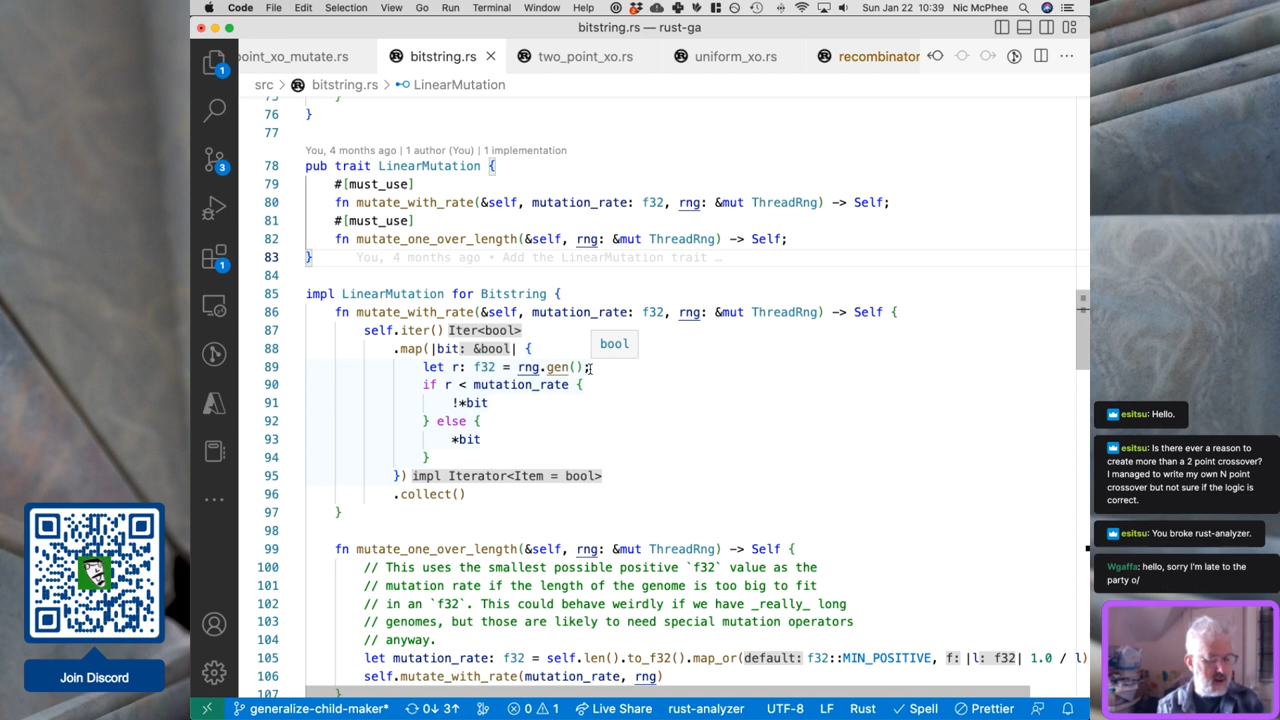 Code File Edit Selection View Go Run Terminal Window Help Sun Jan 22 10:39 Nic McPhee
bitstring.rs — rust-ga
point_xo_mutate.rs bitstring.rs two_point_xo.rs uniform_xo.rs recombinator
src > bitstring.rs > LinearMutation
75 }
76 }
77
You, 4 months ago | 1 author (You) | 1 implementation
78 pub trait LinearMutation {
79 #[must_use]
80 fn mutate_with_rate(&self, mutation_rate: f32, rng: &mut ThreadRng) -> Self;
81 #[must_use]
82 fn mutate_one_over_length(&self, rng: &mut ThreadRng) -> Self;
83 } You, 4 months ago • Add the LinearMutation trait …
84
85 impl LinearMutation for Bitstring {
86 fn mutate_with_rate(&self, mutation_rate: f32, rng: &mut ThreadRng) -> Self {
87 self.iter() Iter<bool>
88 .map(|bit: &bool| {
bool
89 let r: f32 = rng.gen();
90 if r < mutation_rate {
91 !*bit
92 } else {
93 *bit
94 }
95 }) impl Iterator<Item = bool>
96 .collect()
97 }
98
99 fn mutate_one_over_length(&self, rng: &mut ThreadRng) -> Self {
100 // This uses the smallest possible positive `f32` value as the
101 // mutation rate if the length of the genome is too big to fit
102 // in an `f32`. This could behave weirdly if we have _really_ long
103 // genomes, but those are likely to need special mutation operators
104 // anyway.
105 let mutation_rate: f32 = self.len().to_f32().map_or(default: f32::MIN_POSITIVE, f: |l: f32| 1.0 / l)
106 self.mutate_with_rate(mutation_rate, rng)
107 }
1
3
1
generalize-child-maker* 0↓ 3↑ 0 1 Live Share rust-analyzer UTF-8 LF Rust Spell Prettier
Join Discord
esitsu: Hello.
esitsu: Is there ever a reason to
create more than a 2 point crossover?
I managed to write my own N point
crossover but not sure if the logic is
correct.
esitsu: You broke rust-analyzer.
Wgaffa: hello, sorry I'm late to the
party o/